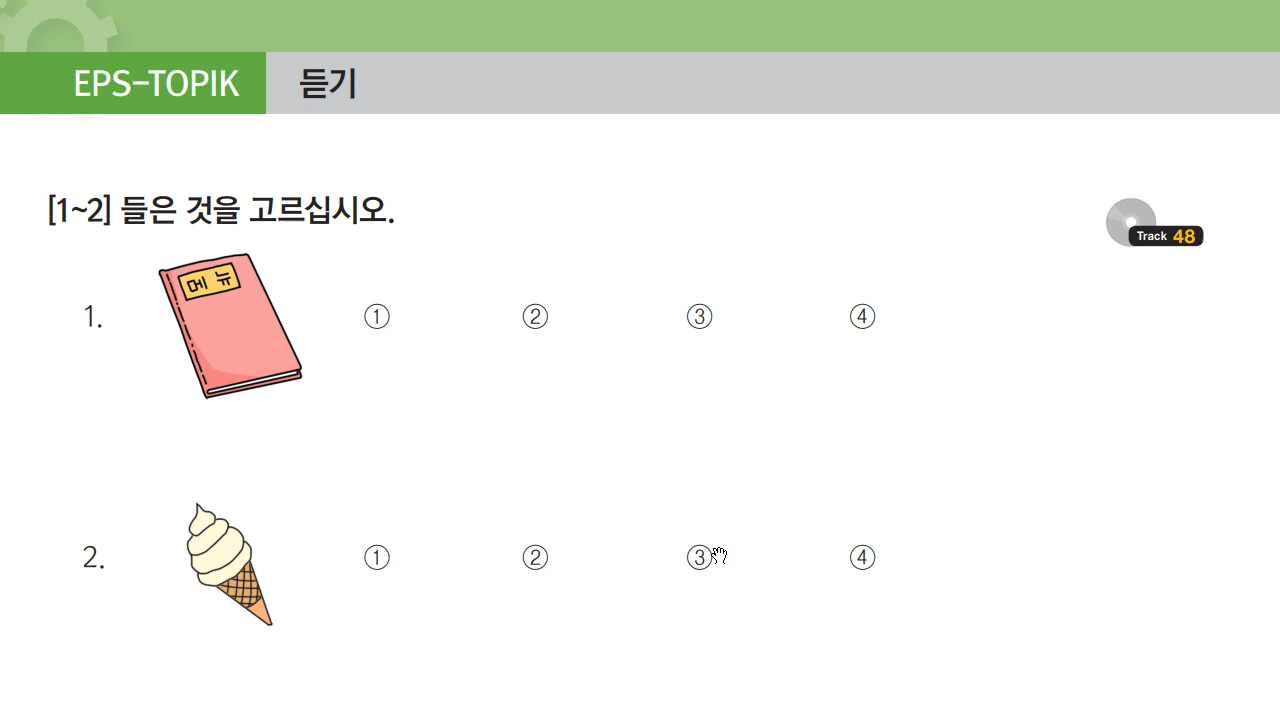 EPS-TOPIK 듣기
[1~2] 들은 것을 고르십시오.
Track 48
메뉴
1. ① ② ③ ④
2. ① ② ③ ④